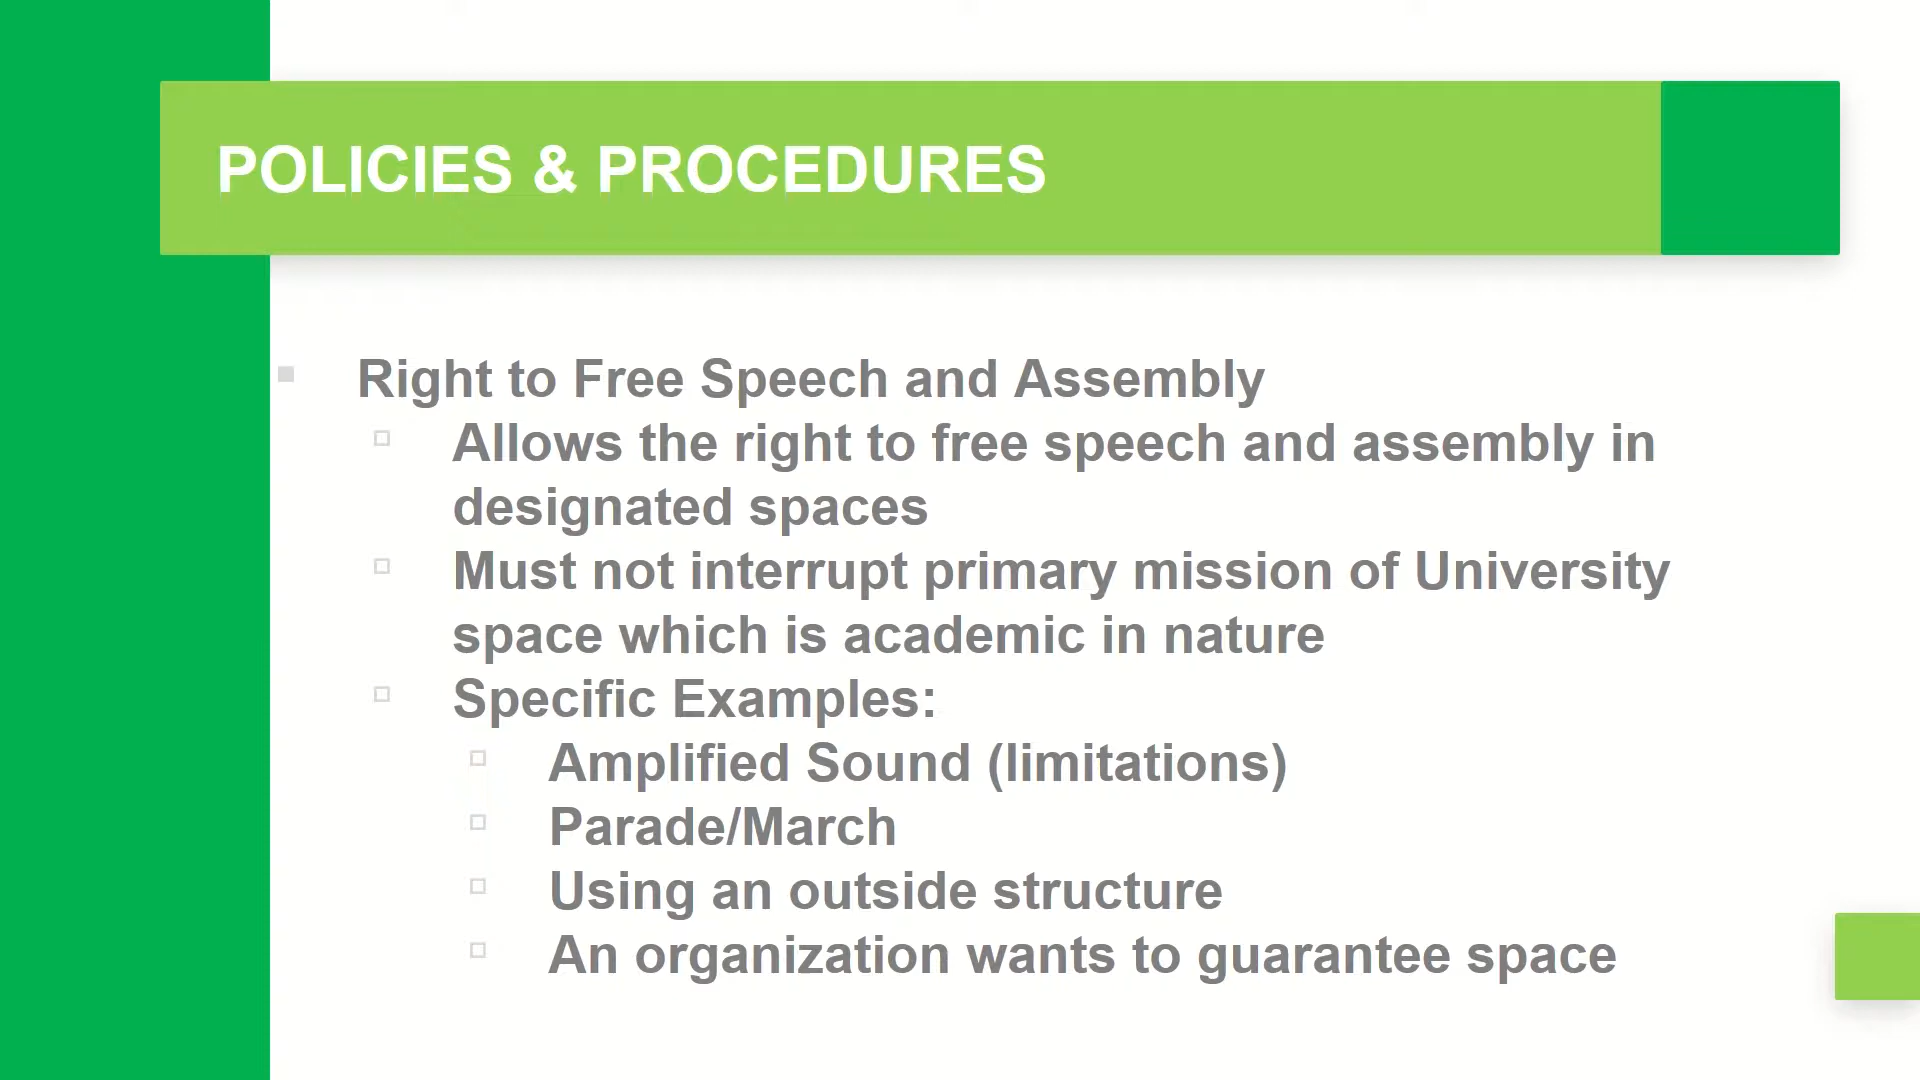 POLICIES & PROCEDURES
Right to Free Speech and Assembly
Allows the right to free speech and assembly in
designated spaces
Must not interrupt primary mission of University
space which is academic in nature
Specific Examples:
Amplified Sound (limitations)
Parade/March
Using an outside structure
An organization wants to guarantee space